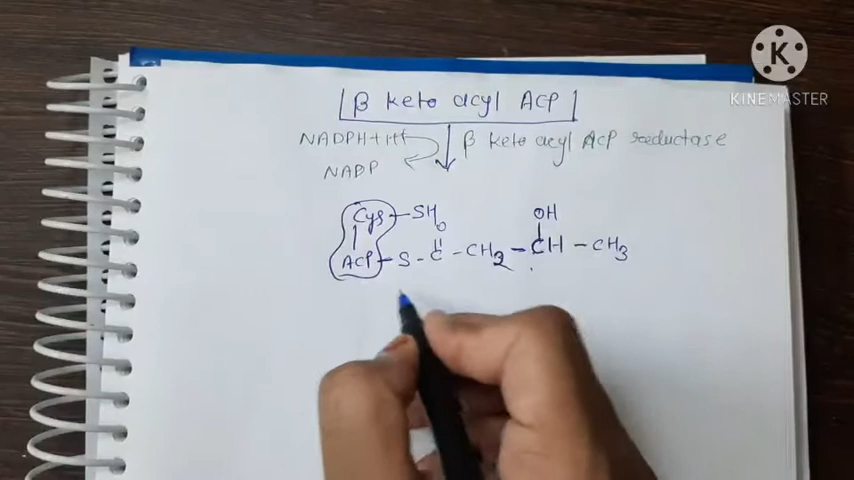 β keto acyl ACP
NADPH+H+ β keto acyl ACP reductase
NADP
Cys-SH OH
O
ACP-S-C-CH2-CH-CH3
KINEMASTER